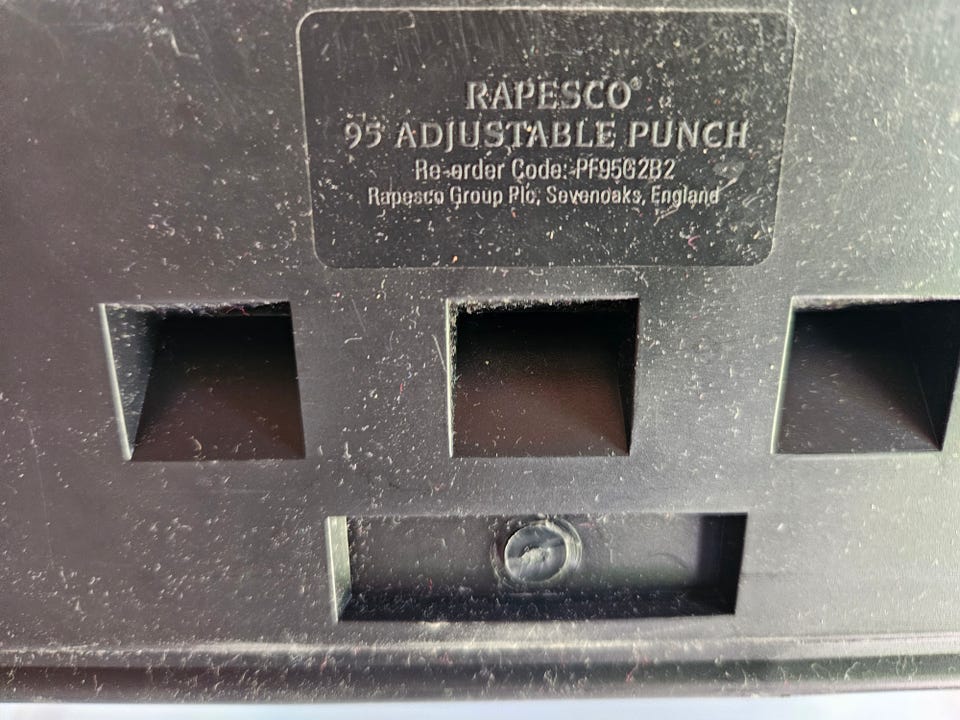 RAPESCO®
95 ADJUSTABLE PUNCH
Re-order Code: PF95G2B2
Rapesco Group Plc, Sevenoaks, England